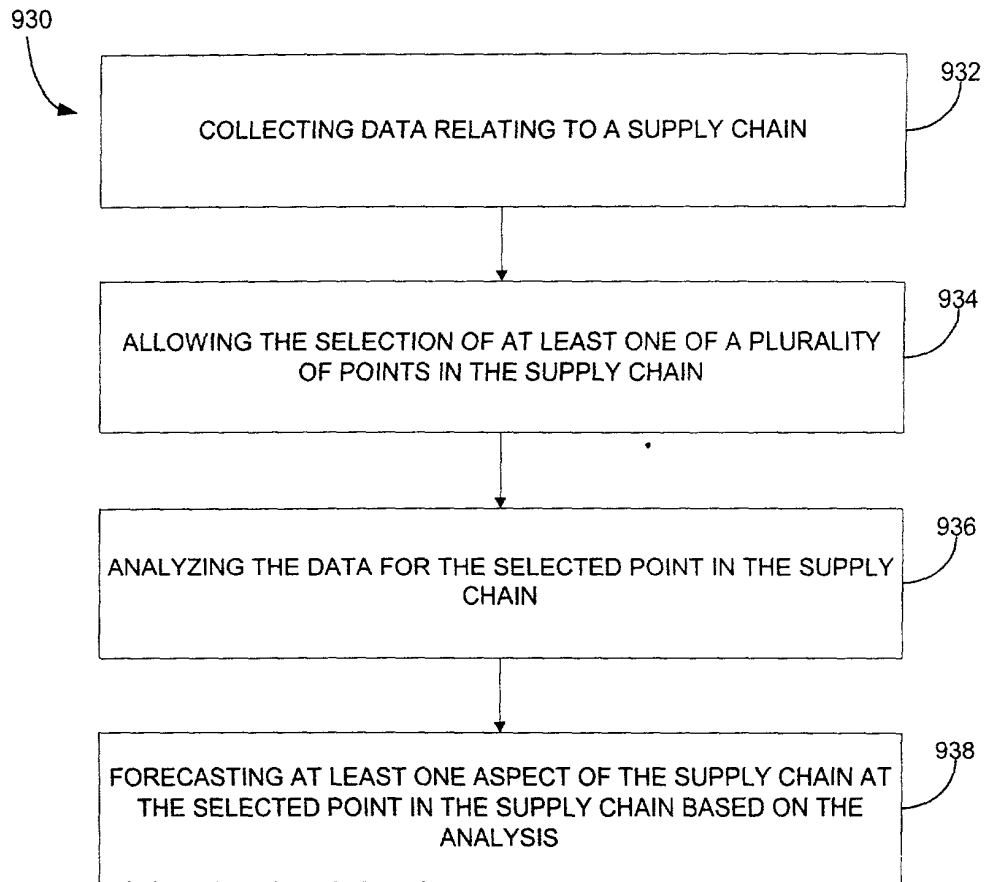 930
932
COLLECTING DATA RELATING TO A SUPPLY CHAIN
934
ALLOWING THE SELECTION OF AT LEAST ONE OF A PLURALITY
OF POINTS IN THE SUPPLY CHAIN
936
ANALYZING THE DATA FOR THE SELECTED POINT IN THE SUPPLY
CHAIN
938
FORECASTING AT LEAST ONE ASPECT OF THE SUPPLY CHAIN AT
THE SELECTED POINT IN THE SUPPLY CHAIN BASED ON THE
ANALYSIS